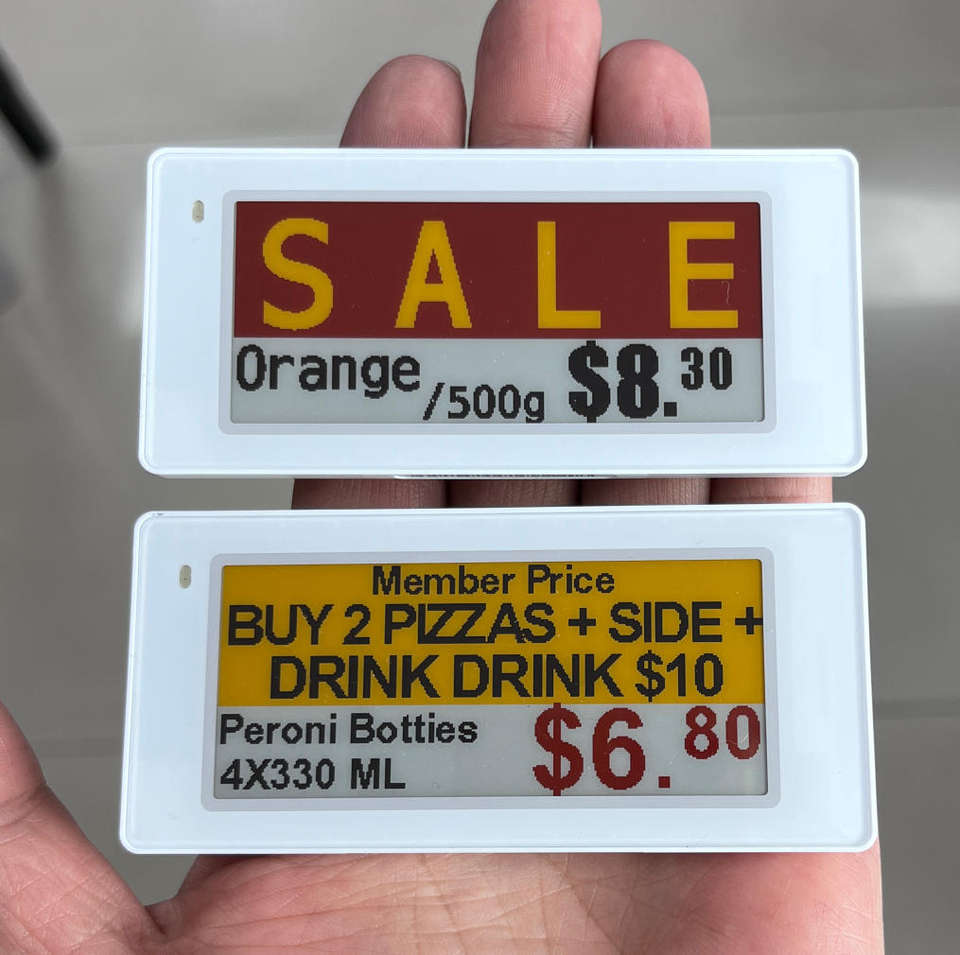 SALE
Orange /500g $8.30
Member Price
BUY 2 PIZZAS + SIDE +
DRINK DRINK $10
Peroni Botties
4X330 ML
$6.80